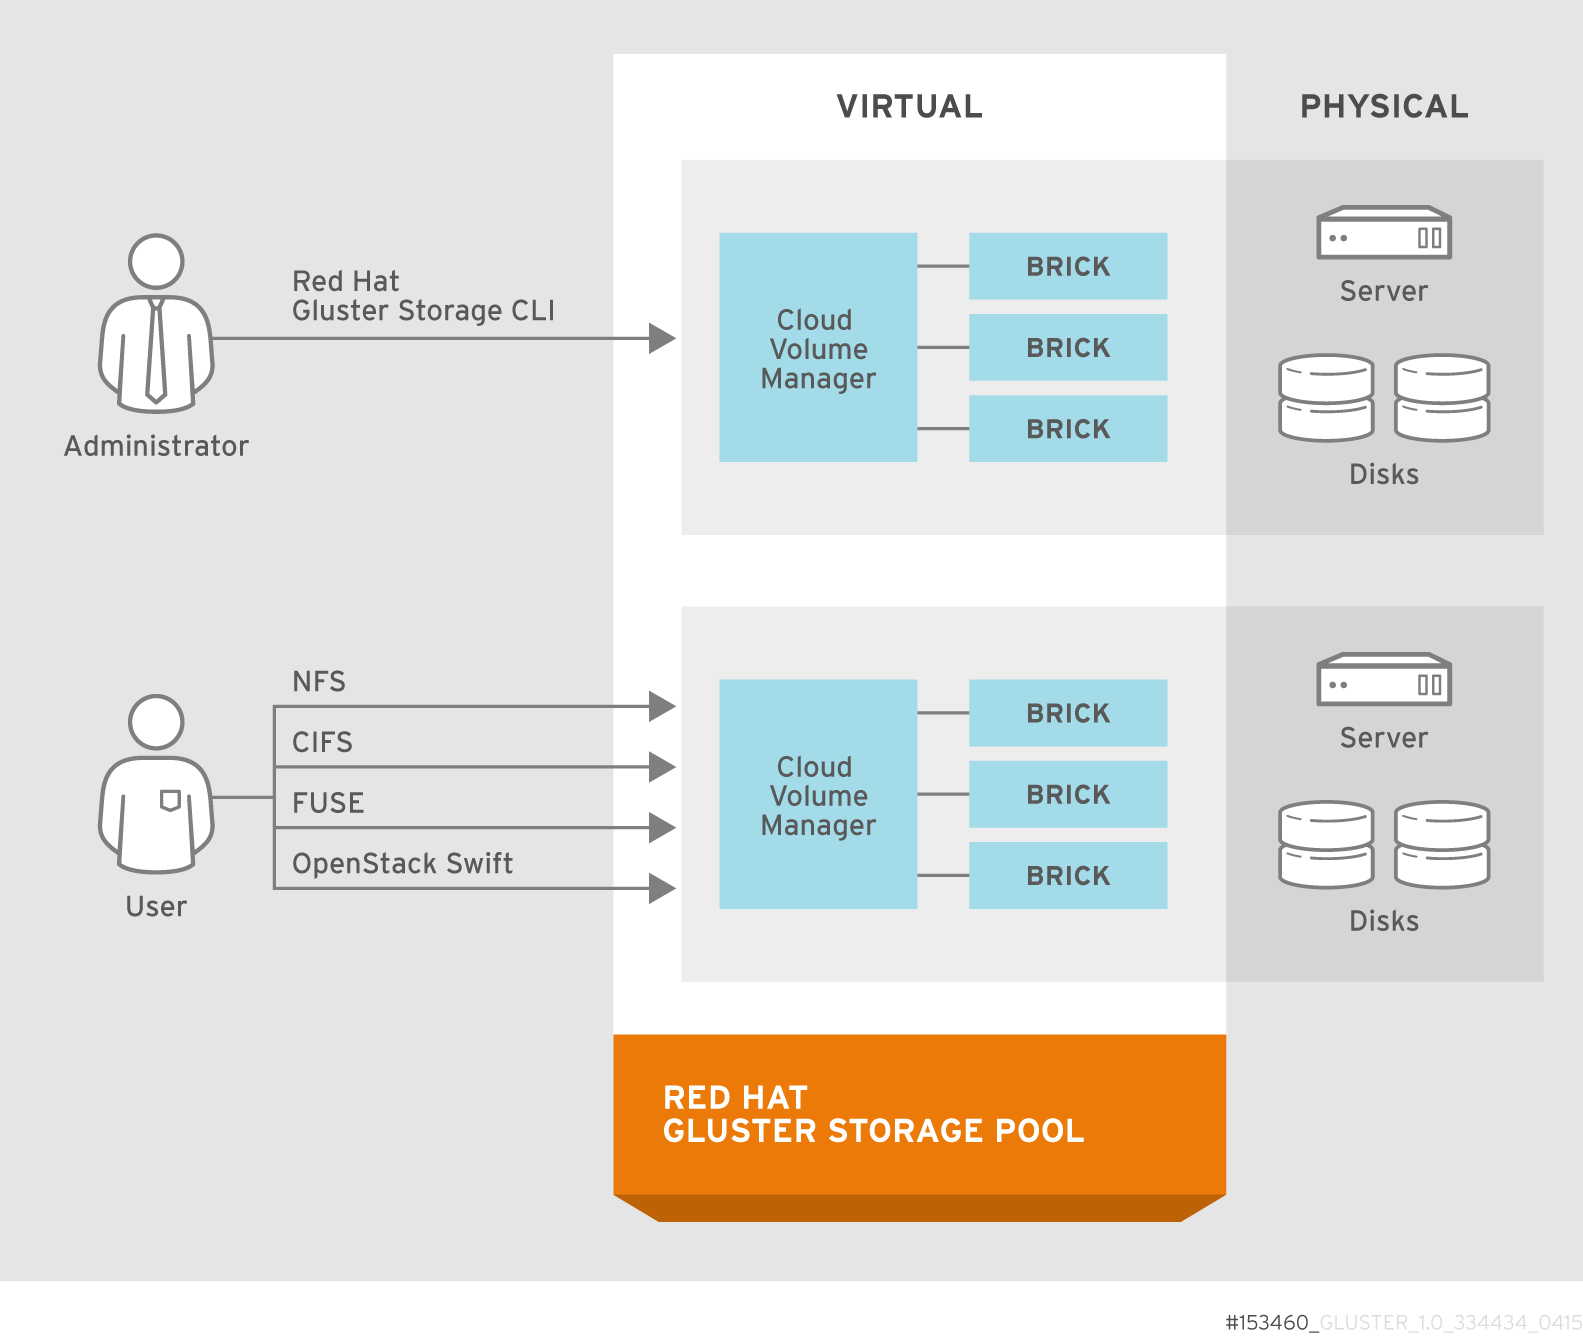 VIRTUAL
PHYSICAL
Red Hat
Gluster Storage CLI
Administrator
Cloud
Volume
Manager
BRICK
BRICK
BRICK
Server
Disks
NFS
CIFS
FUSE
OpenStack Swift
User
Cloud
Volume
Manager
BRICK
BRICK
BRICK
Server
Disks
RED HAT
GLUSTER STORAGE POOL
#153460_GLUSTER_1.0_334434_0415